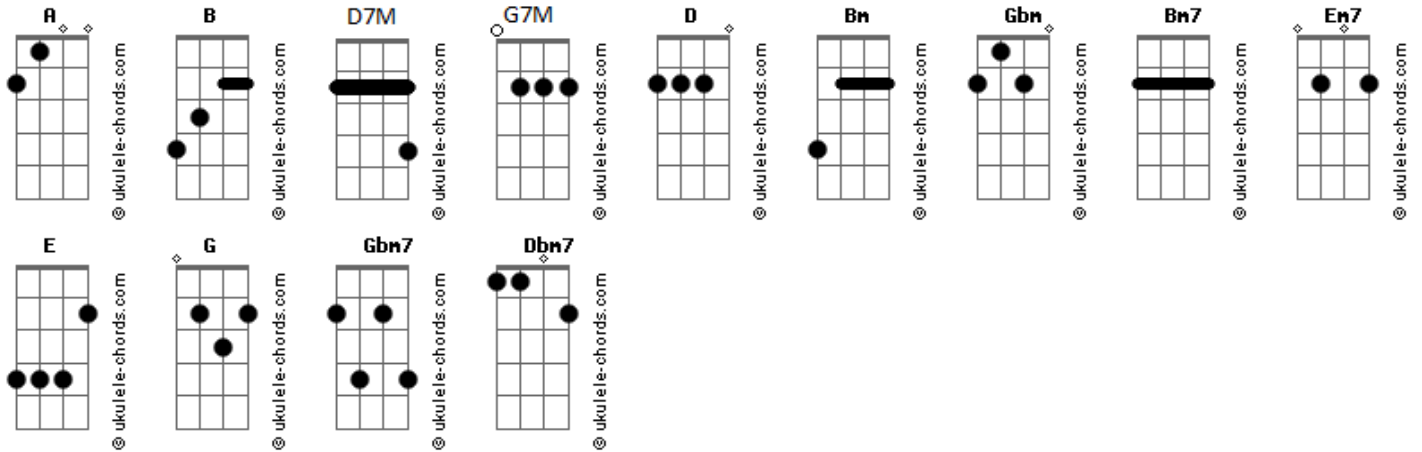 A B D7M G7M D Bm Gbm Bm7 Em7
© ukulele-chords.com © ukulele-chords.com © ukulele-chords.com © ukulele-chords.com © ukulele-chords.com © ukulele-chords.com © ukulele-chords.com © ukulele-chords.com © ukulele-chords.com
E G Gbm7 Dbm7
© ukulele-chords.com © ukulele-chords.com © ukulele-chords.com © ukulele-chords.com